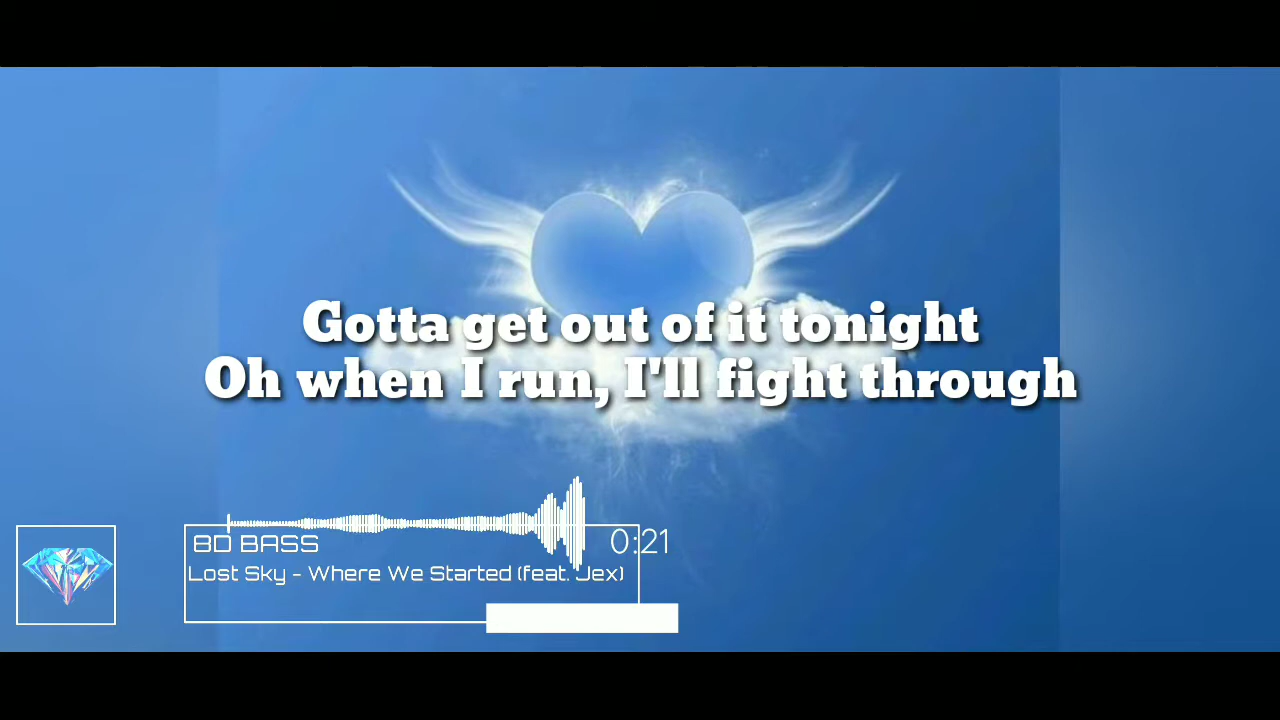 Gotta get out of it tonight
Oh when I run, I'll fight through
8D BASS
0:21
Lost Sky - Where We Started (feat. Jex)